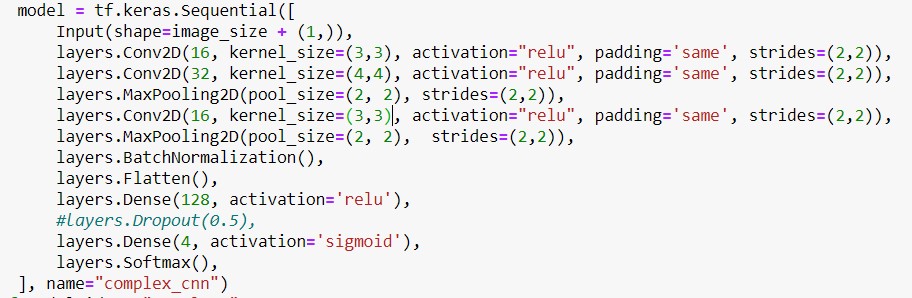 model = tf.keras.Sequential([
    Input(shape=image_size + (1,)),
    layers.Conv2D(16, kernel_size=(3,3), activation="relu", padding='same', strides=(2,2)),
    layers.Conv2D(32, kernel_size=(4,4), activation="relu", padding='same', strides=(2,2)),
    layers.MaxPooling2D(pool_size=(2, 2), strides=(2,2)),
    layers.Conv2D(16, kernel_size=(3,3), activation="relu", padding='same', strides=(2,2)),
    layers.MaxPooling2D(pool_size=(2, 2),  strides=(2,2)),
    layers.BatchNormalization(),
    layers.Flatten(),
    layers.Dense(128, activation='relu'),
    #layers.Dropout(0.5),
    layers.Dense(4, activation='sigmoid'),
    layers.Softmax(),
], name="complex_cnn")